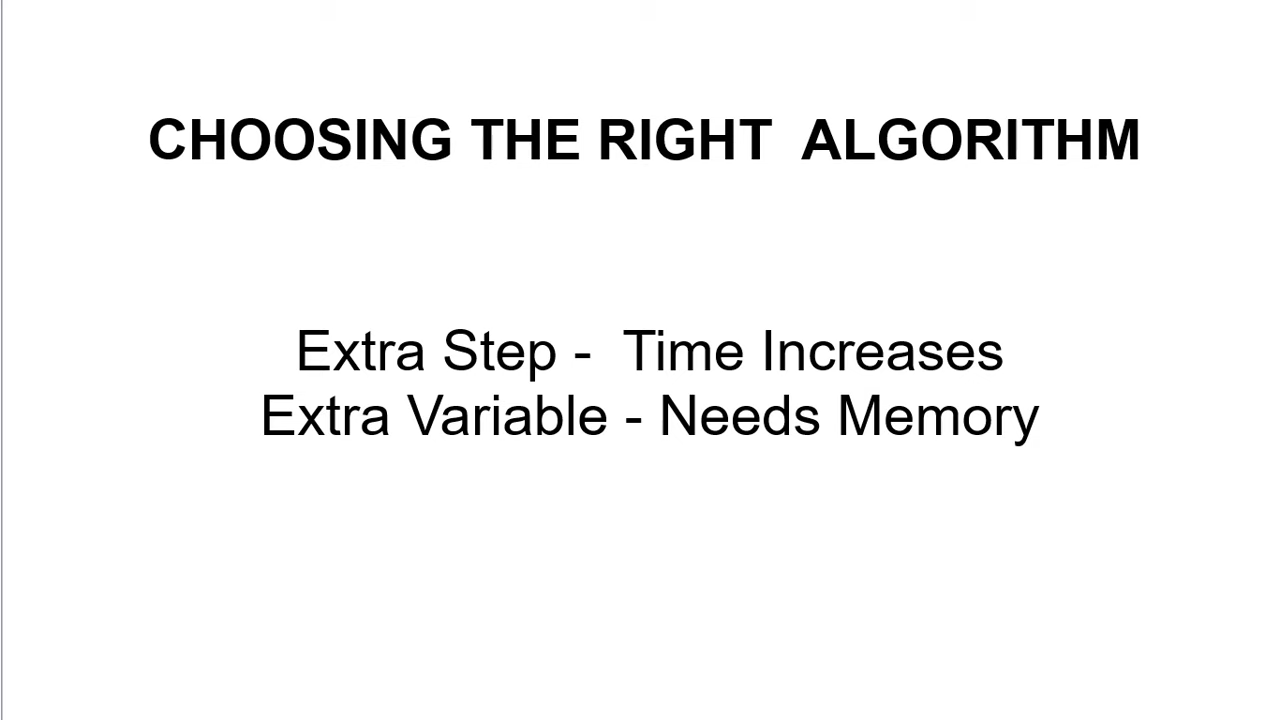 CHOOSING THE RIGHT ALGORITHM
Extra Step - Time Increases
Extra Variable - Needs Memory